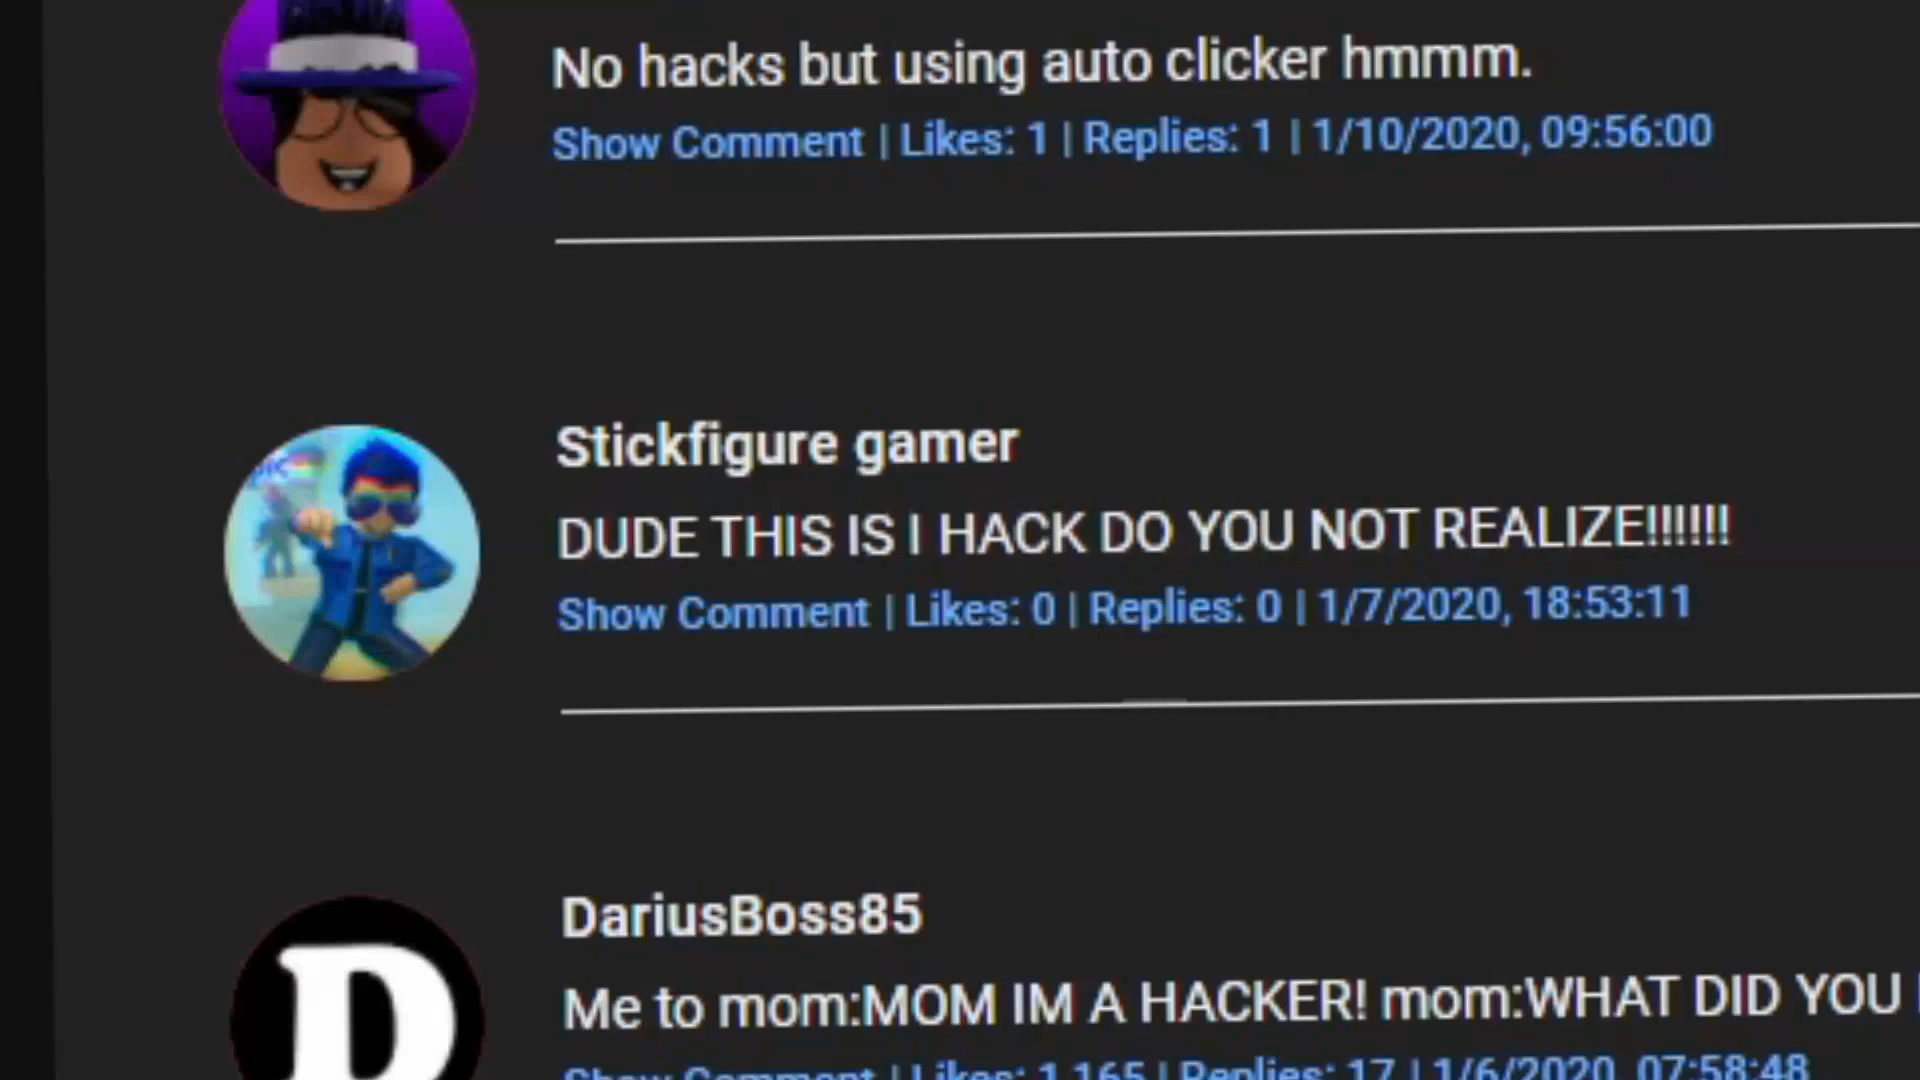 No hacks but using auto clicker hmmm.
Show Comment | Likes: 1 | Replies: 1 | 1/10/2020, 09:56:00
Stickfigure gamer
DUDE THIS IS I HACK DO YOU NOT REALIZE!!!!!!
Show Comment | Likes: 0 | Replies: 0 | 1/7/2020, 18:53:11
DariusBoss85
Me to mom:MOM IM A HACKER! mom:WHAT DID YOU
Show Comment | Likes: 1,165 | Replies: 17 | 1/6/2020, 07:58:48
D